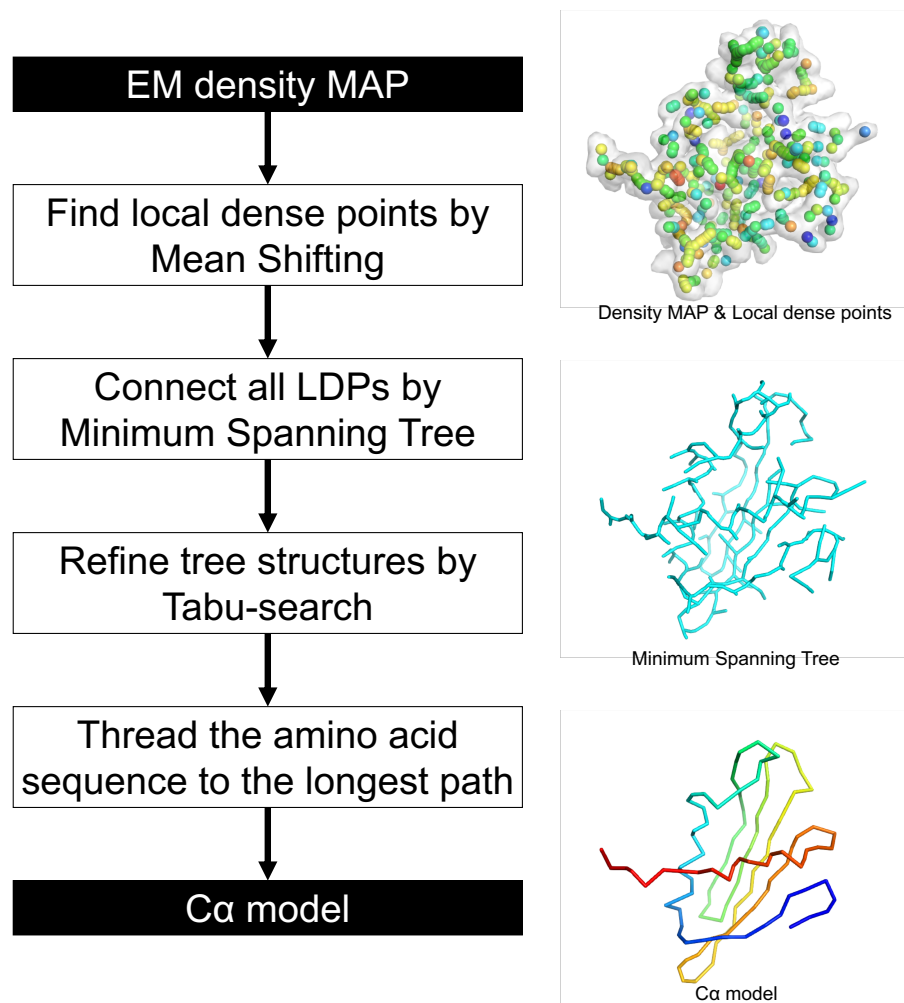 EM density MAP
Find local dense points by
Mean Shifting
Connect all LDPs by
Minimum Spanning Tree
Refine tree structures by
Tabu-search
Thread the amino acid
sequence to the longest path
Cα model
Density MAP & Local dense points
Minimum Spanning Tree
Cα model